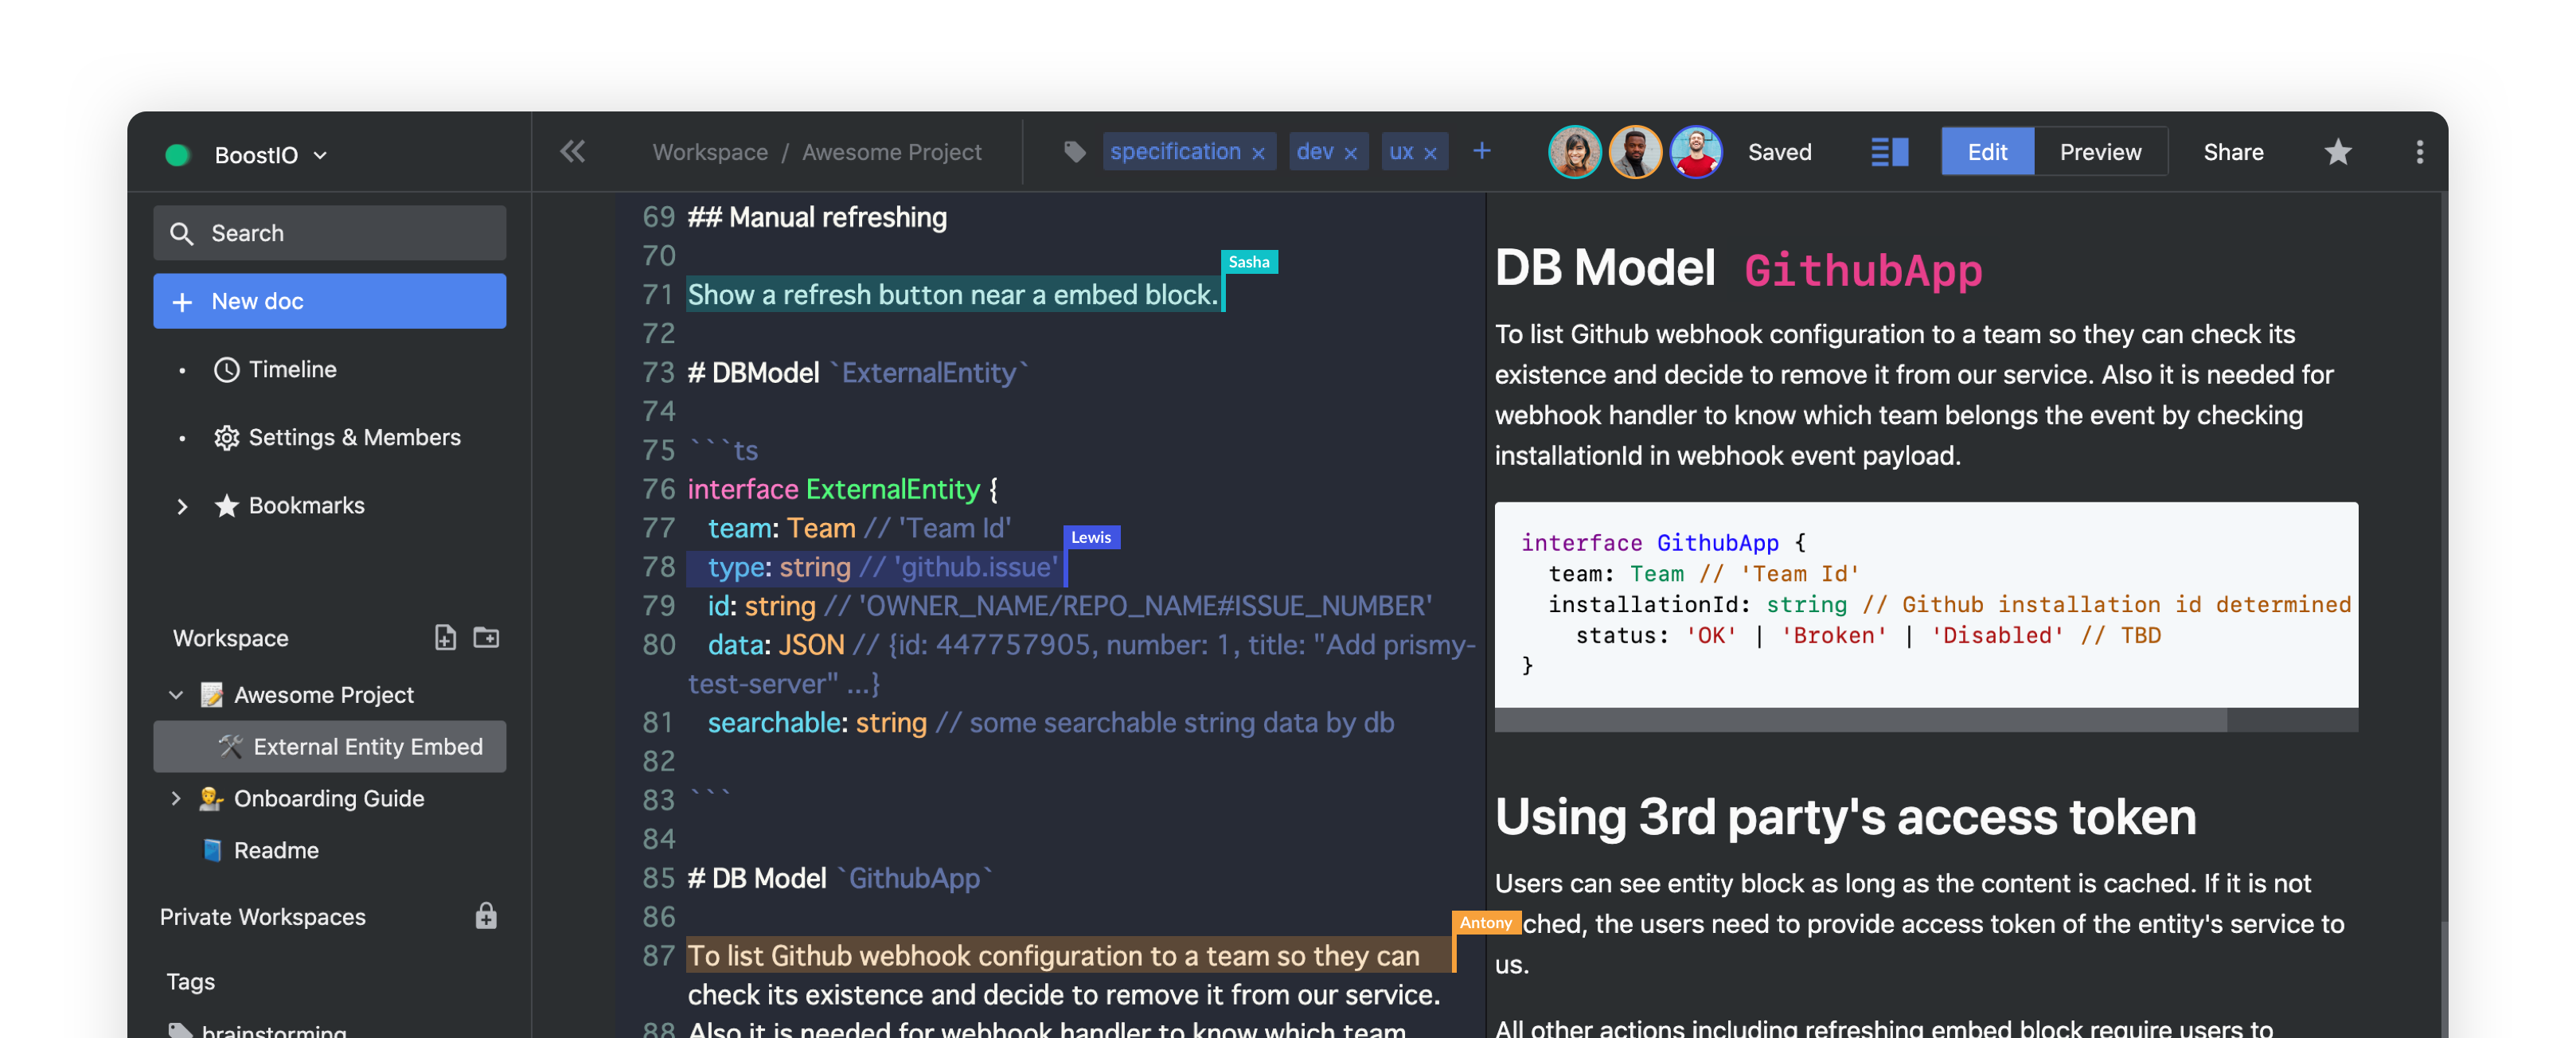 BoostIO
Search
New doc
Timeline
Settings & Members
Bookmarks
Workspace
Awesome Project
External Entity Embed
Onboarding Guide
Readme
Private Workspaces
Tags
brainstorming
Workspace / Awesome Project
specification ×
dev ×
ux ×
+
Saved
Edit
Preview
Share
69 ## Manual refreshing
70
Sasha
71 Show a refresh button near a embed block.
72
73 # DBModel `ExternalEntity`
74
75 ```ts
76 interface ExternalEntity {
77 team: Team // 'Team Id'
Lewis
78 type: string // 'github.issue'
79 id: string // 'OWNER_NAME/REPO_NAME#ISSUE_NUMBER'
80 data: JSON // {id: 447757905, number: 1, title: "Add prismy-
test-server" ...}
81 searchable: string // some searchable string data by db
82
83 ```
84
85 # DB Model `GithubApp`
86
Antony
87 To list Github webhook configuration to a team so they can
check its existence and decide to remove it from our service.
88 Also it is needed for webhook handler to know which team
DB Model GithubApp
To list Github webhook configuration to a team so they can check its
existence and decide to remove it from our service. Also it is needed for
webhook handler to know which team belongs the event by checking
installationId in webhook event payload.
interface GithubApp {
team: Team // 'Team Id'
installationId: string // Github installation id determined
status: 'OK' | 'Broken' | 'Disabled' // TBD
}
Using 3rd party's access token
Users can see entity block as long as the content is cached. If it is not
ched, the users need to provide access token of the entity's service to
us.
All other actions including refreshing embed block require users to